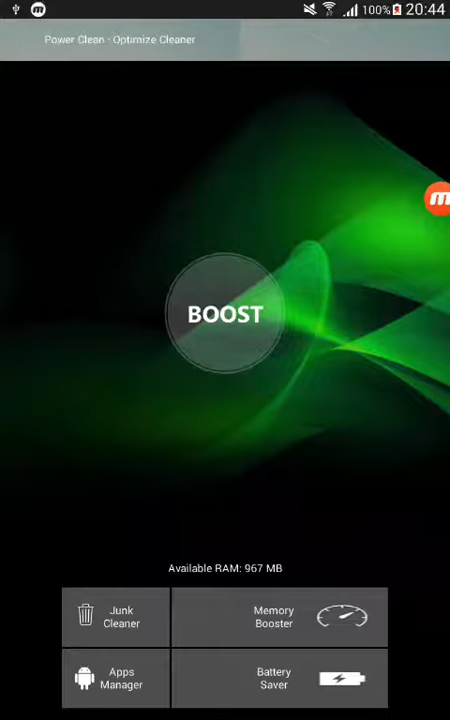 100% 20:44
Power Clean - Optimize Cleaner
BOOST
Available RAM: 967 MB
Junk
Cleaner
Memory
Booster
Apps
Manager
Battery
Saver